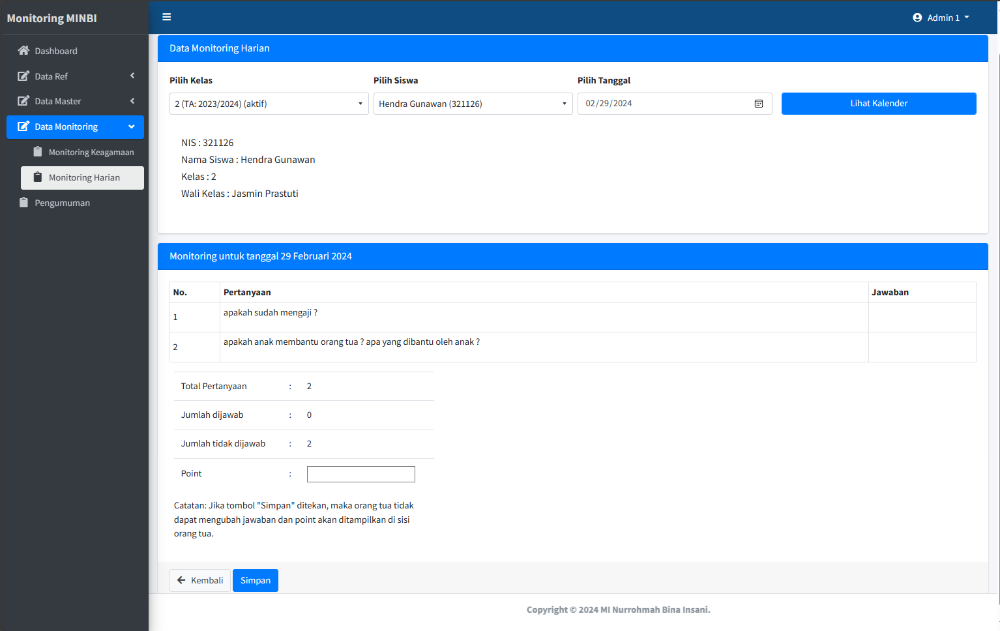 Monitoring MINBI
Admin 1
Dashboard
Data Ref
Data Master
Data Monitoring
Monitoring Keagamaan
Monitoring Harian
Pengumuman
Data Monitoring Harian
Pilih Kelas
Pilih Siswa
Pilih Tanggal
2 (TA: 2023/2024) (aktif)
Hendra Gunawan (321126)
02/29/2024
Lihat Kalender
NIS : 321126
Nama Siswa : Hendra Gunawan
Kelas : 2
Wali Kelas : Jasmin Prastuti
Monitoring untuk tanggal 29 Februari 2024
No. Pertanyaan Jawaban
1 apakah sudah mengaji ?
2 apakah anak membantu orang tua ? apa yang dibantu oleh anak ?
Total Pertanyaan : 2
Jumlah dijawab : 0
Jumlah tidak dijawab : 2
Point :
Catatan: Jika tombol "Simpan" ditekan, maka orang tua tidak
dapat mengubah jawaban dan point akan ditampilkan di sisi
orang tua.
Kembali
Simpan
Copyright © 2024 MI Nurrohmah Bina Insani.